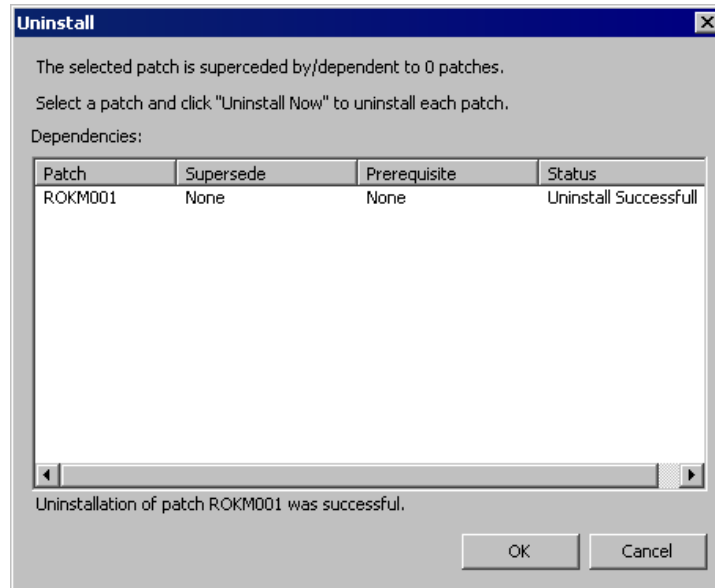 Uninstall
The selected patch is superceded by/dependent to 0 patches.
Select a patch and click "Uninstall Now" to uninstall each patch.
Dependencies:
Patch Supersede Prerequisite Status
ROKM001 None None Uninstall Successfull
Uninstallation of patch ROKM001 was successful.
OK Cancel